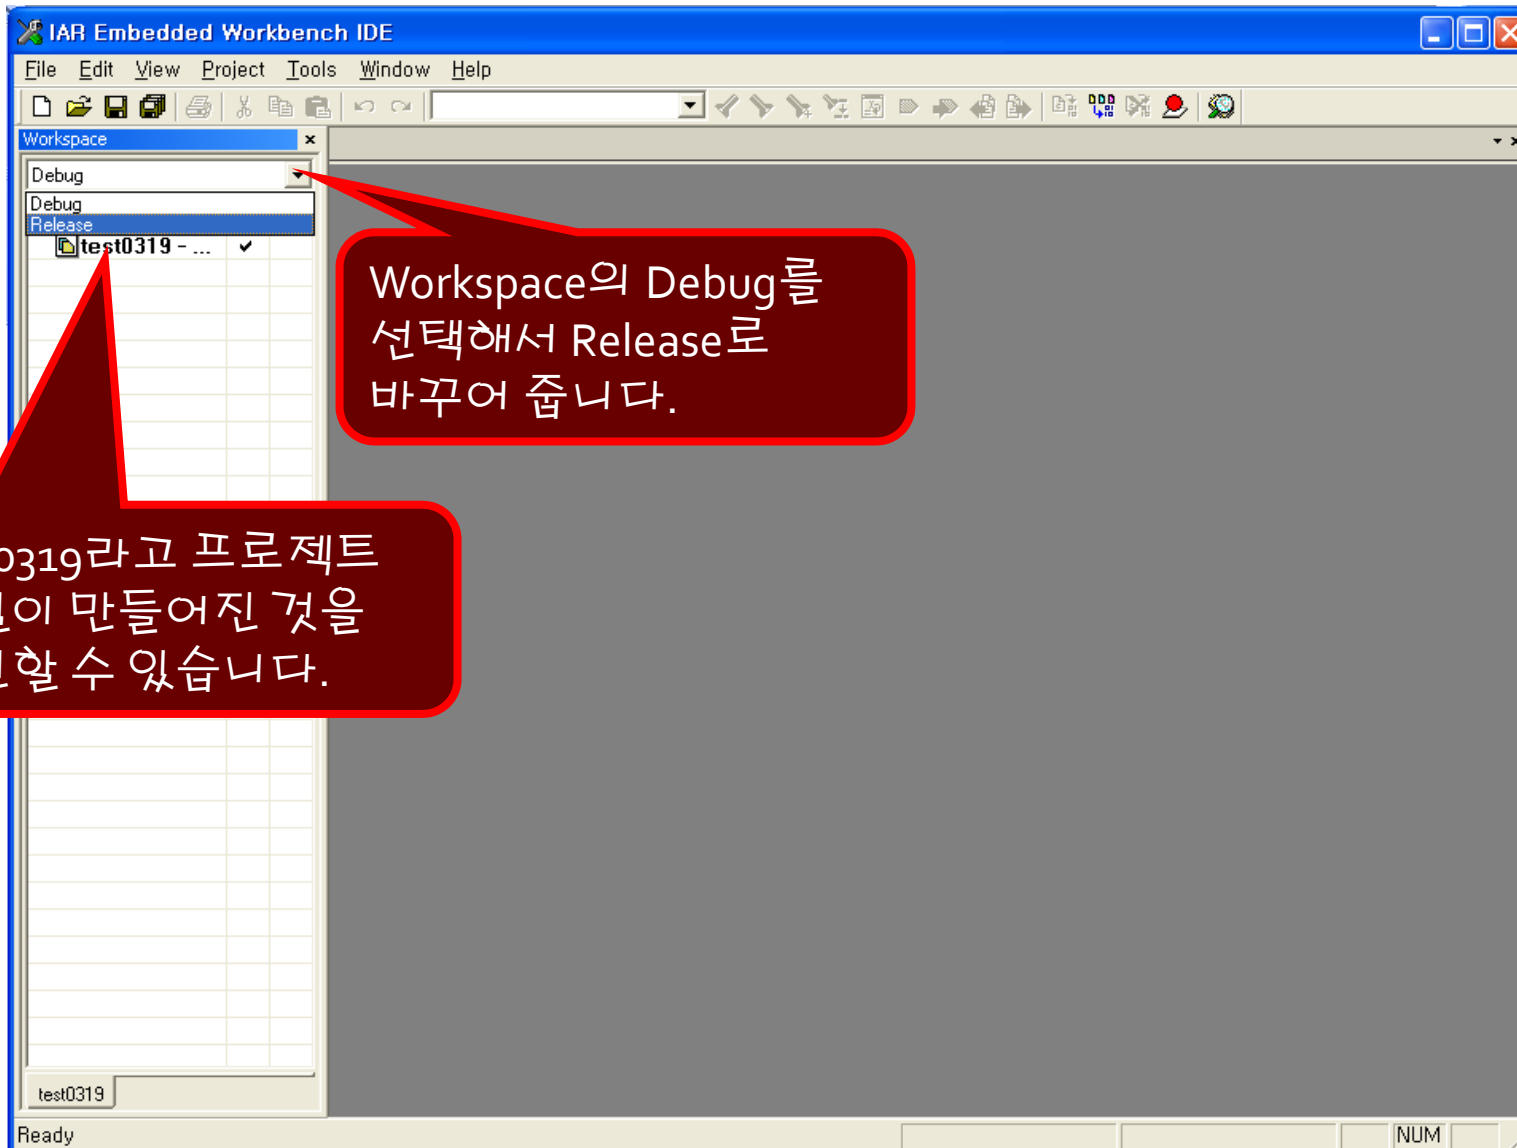 IAR Embedded Workbench IDE
File Edit View Project Tools Window Help
Workspace
Debug
Debug
Release
test0319 - ...
Workspace의 Debug를
선택해서 Release로
바꾸어 줍니다.
0319라고 프로젝트
만들어진 것을
할 수 있습니다.
test0319
Ready
NUM